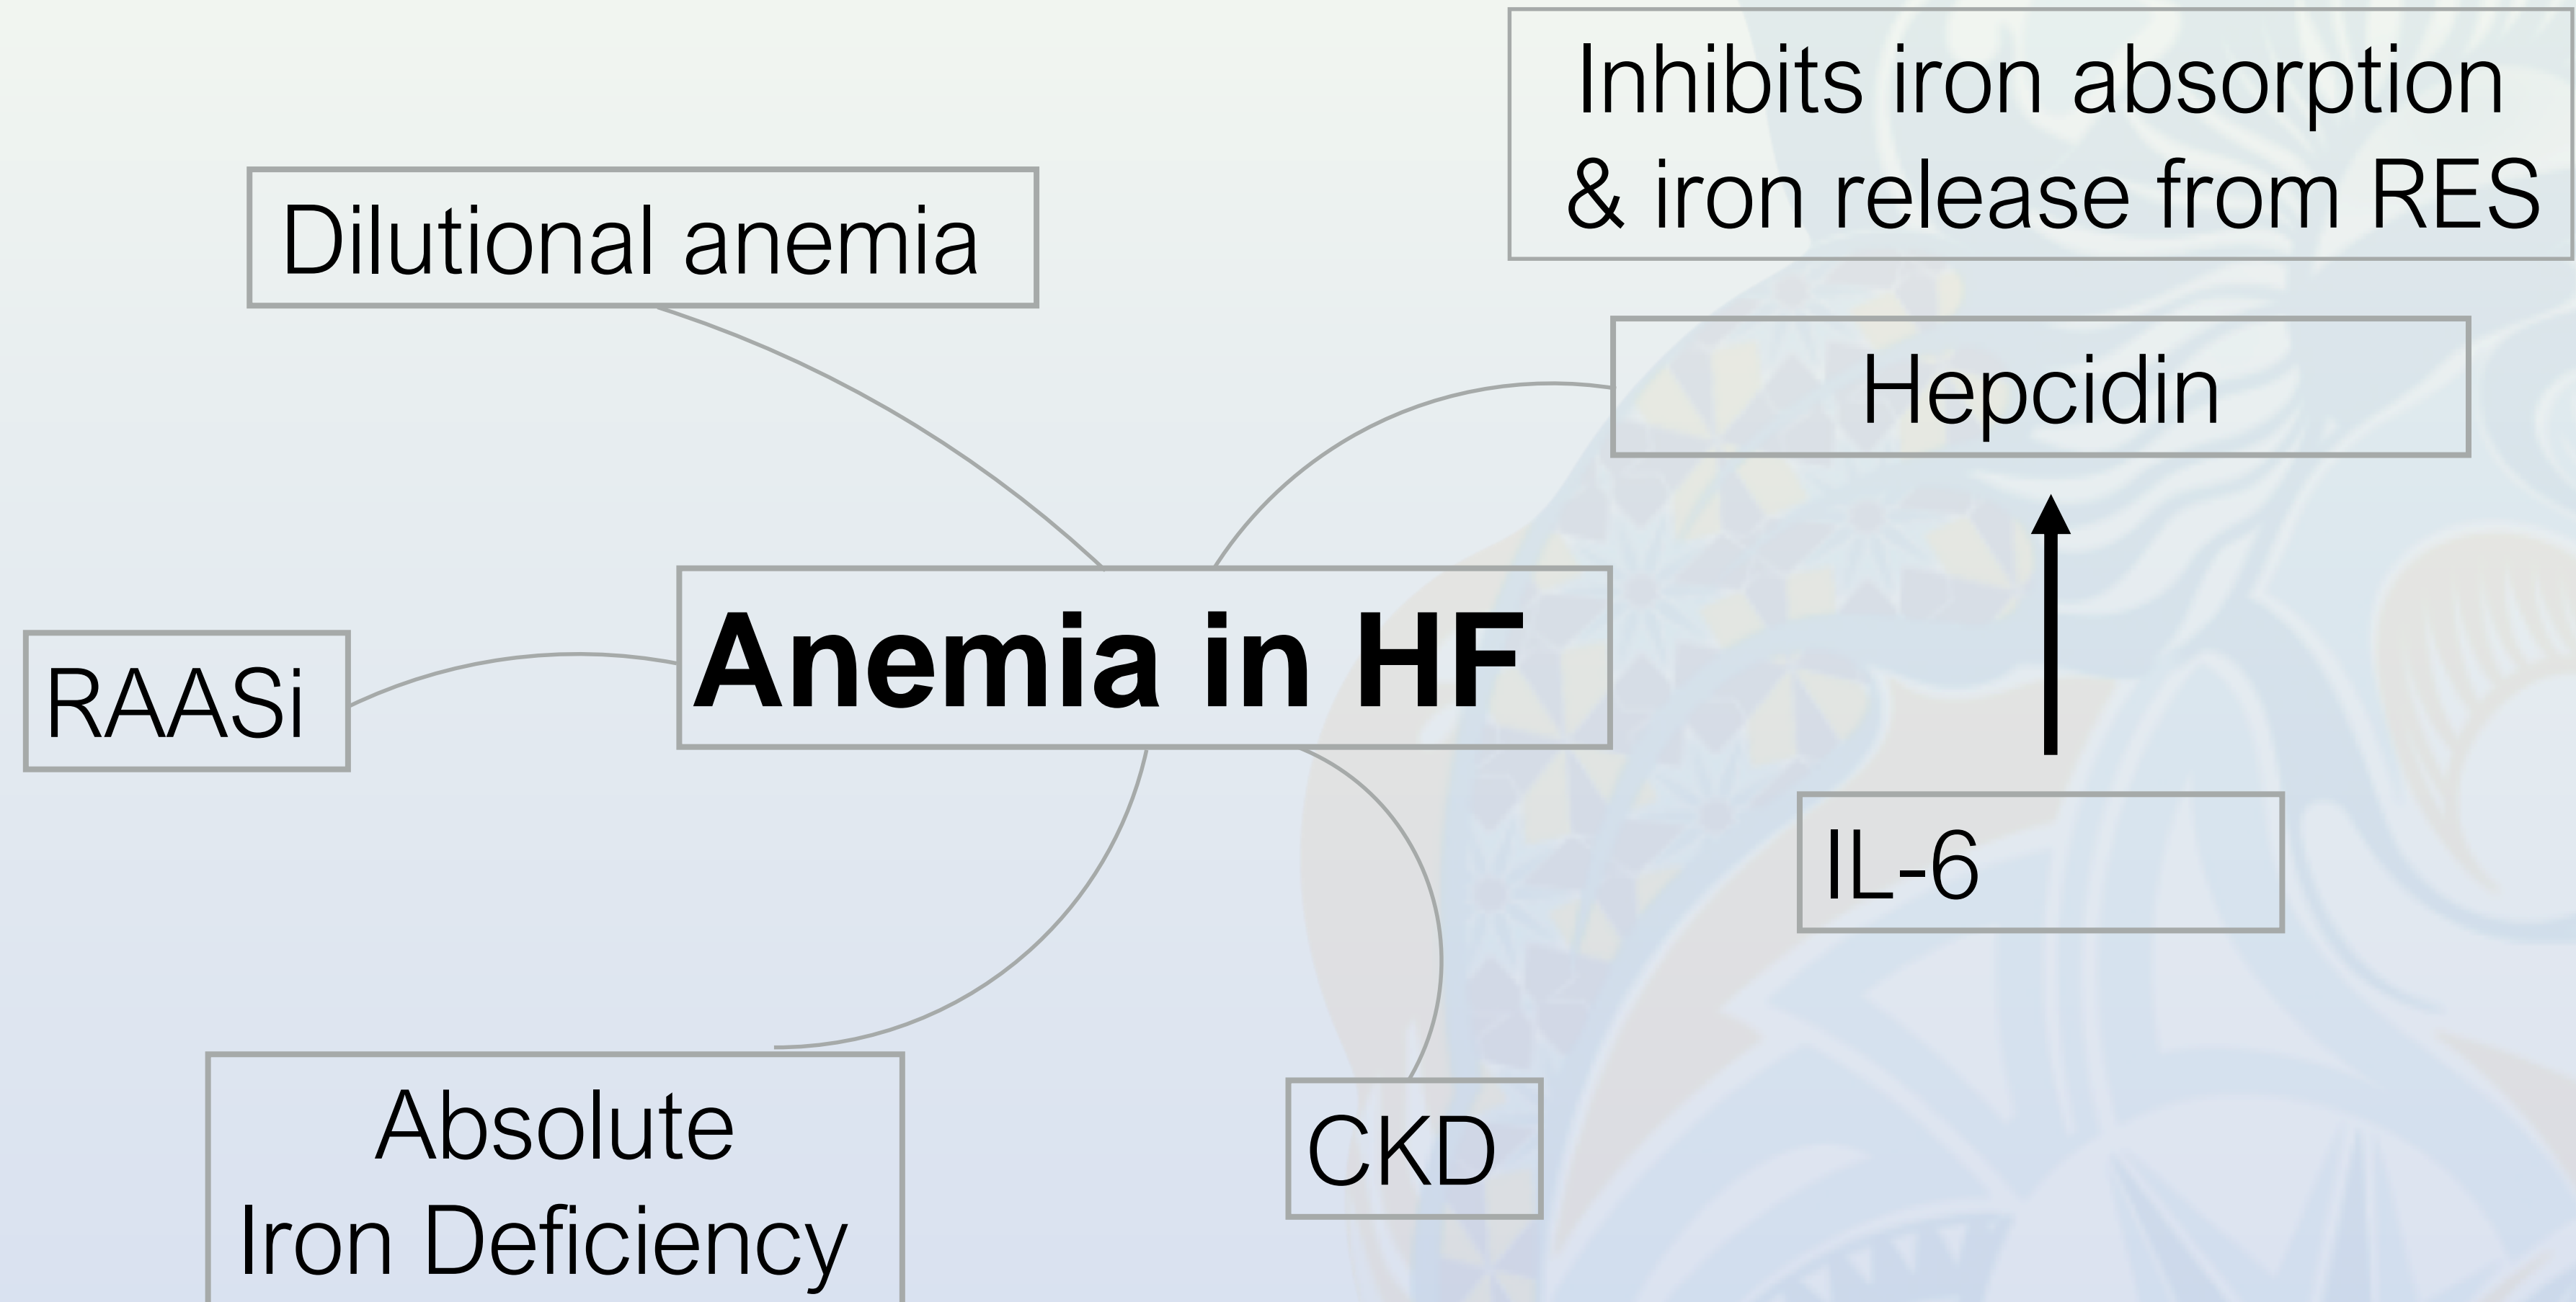 Inhibits iron absorption
& iron release from RES
Dilutional anemia
Hepcidin
Anemia in HF
RAASi
IL-6
Absolute
Iron Deficiency
CKD